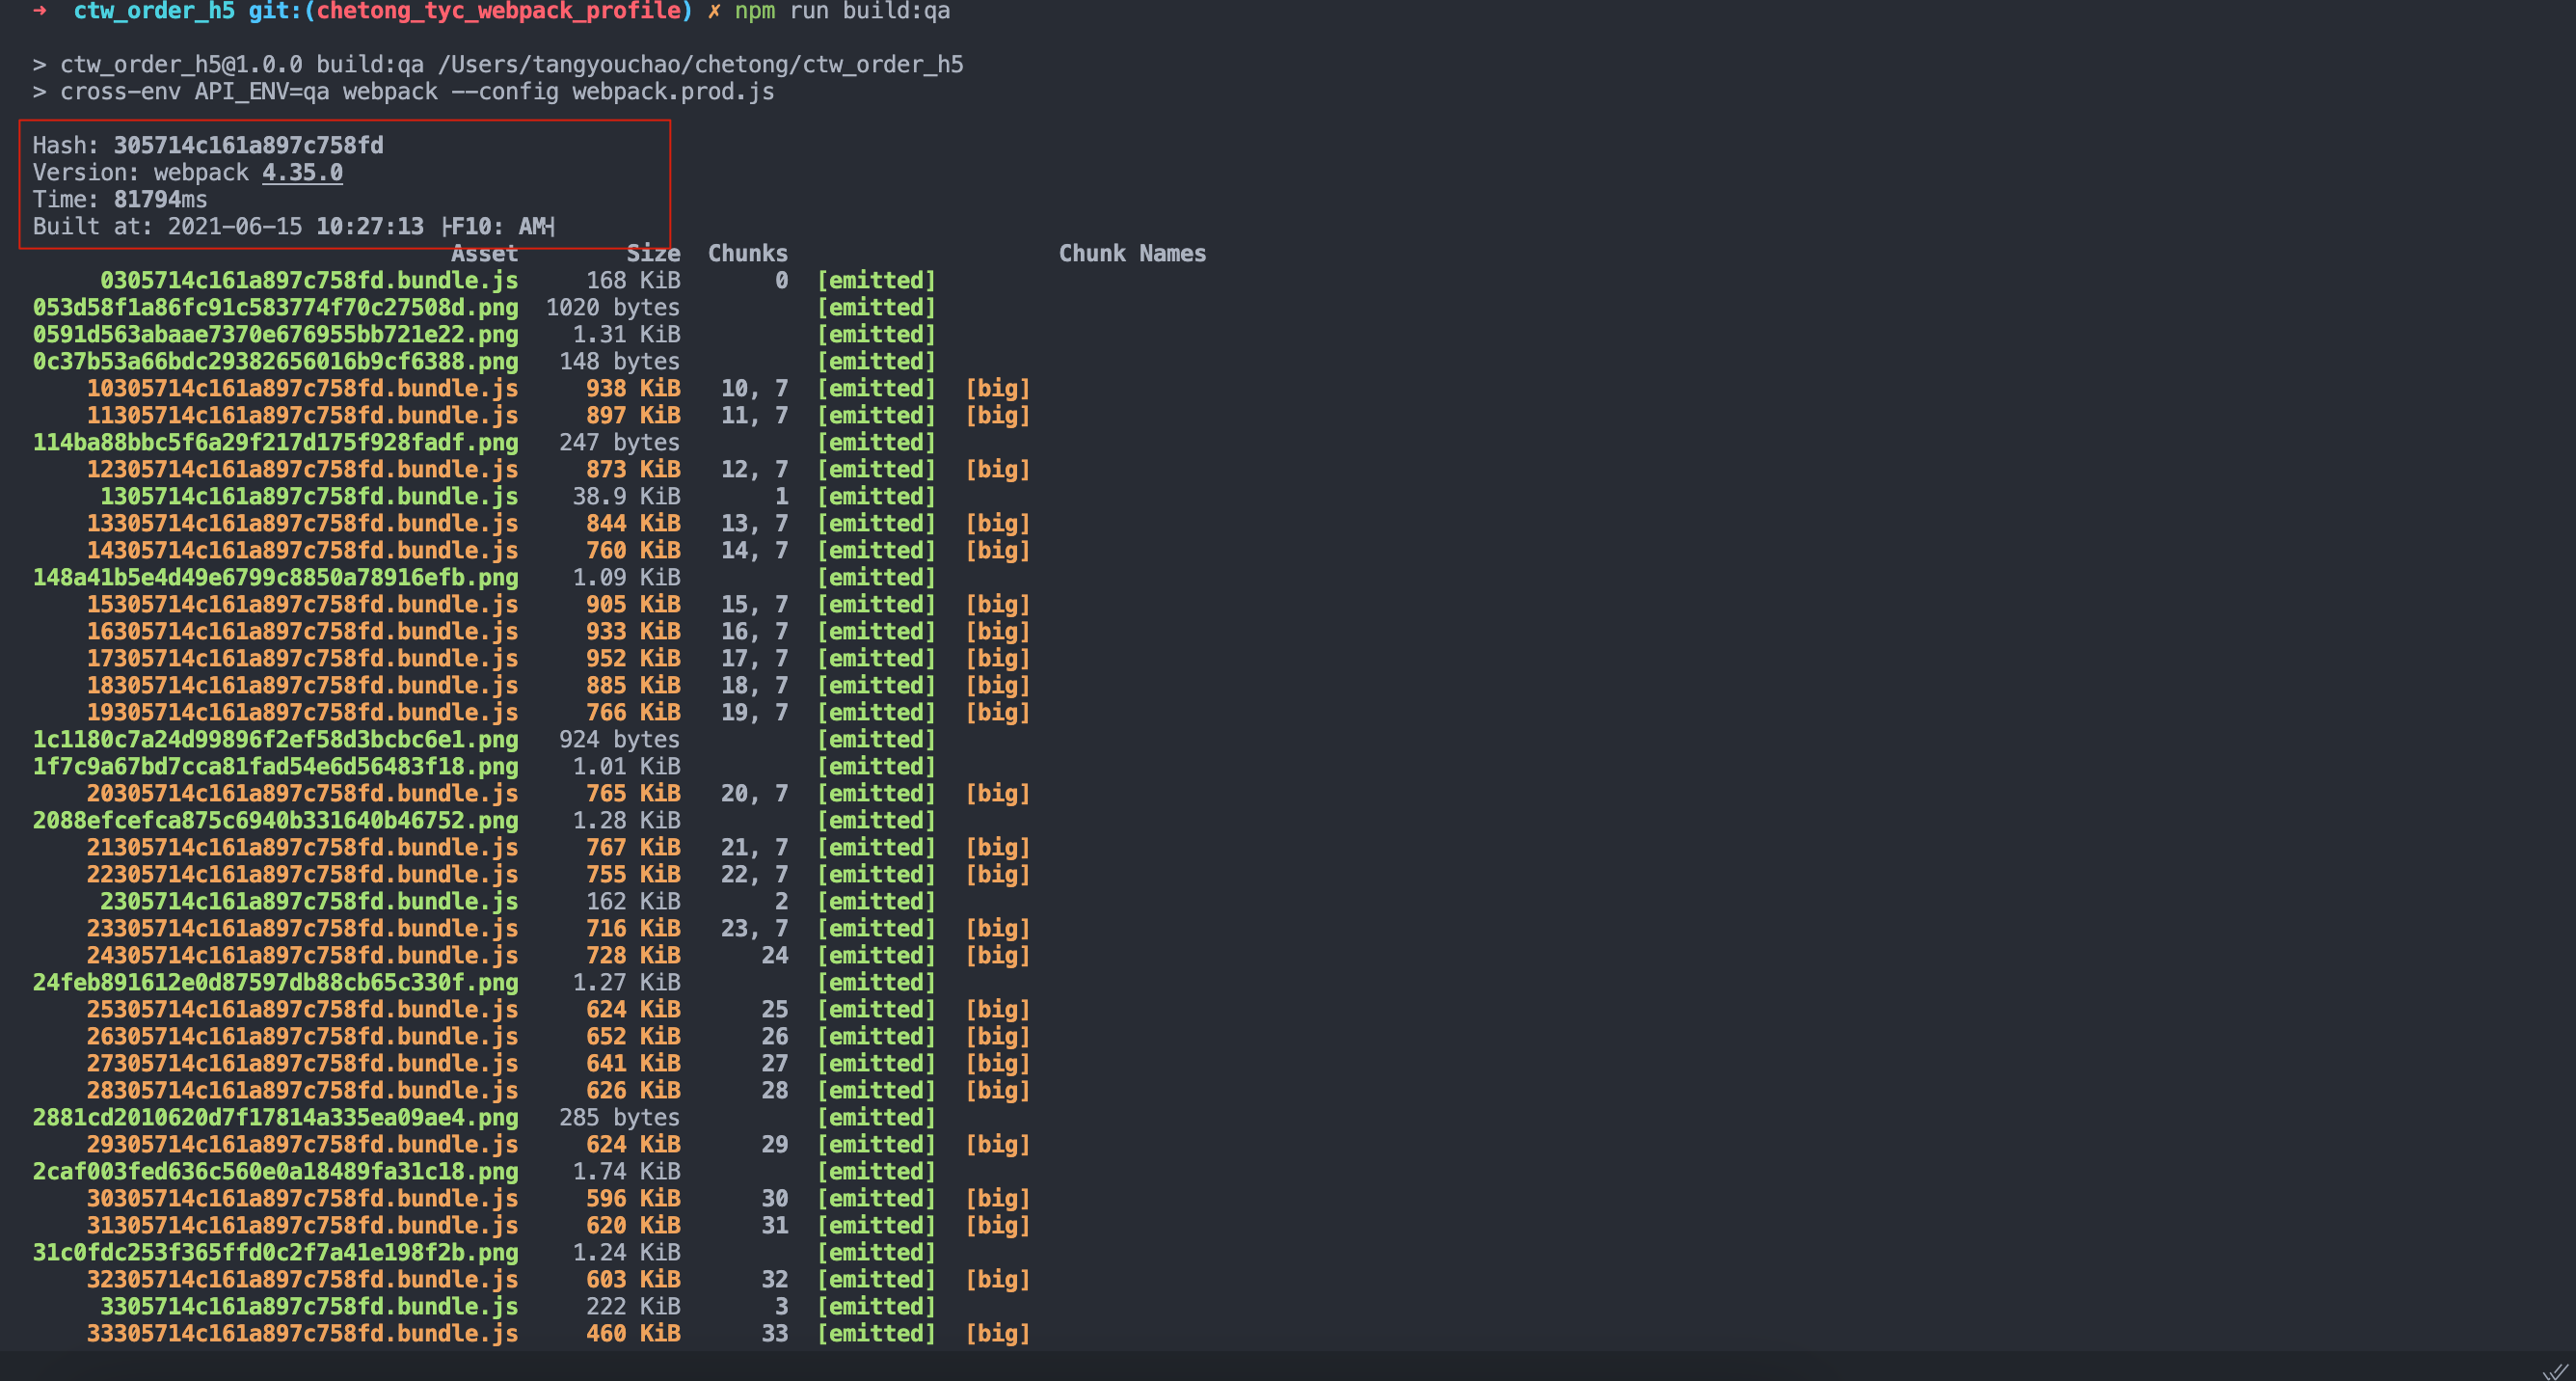 ➜ ctw_order_h5 git:(chetong_tyc_webpack_profile) ✗ npm run build:qa
> ctw_order_h5@1.0.0 build:qa /Users/tangyouchao/chetong/ctw_order_h5
> cross-env API_ENV=qa webpack --config webpack.prod.js
Hash: 305714c161a897c758fd
Version: webpack 4.35.0
Time: 81794ms
Built at: 2021-06-15 10:27:13 ├F10: AM┤
Asset Size Chunks Chunk Names
0305714c161a897c758fd.bundle.js 168 KiB 0 [emitted]
053d58f1a86fc91c583774f70c27508d.png 1020 bytes [emitted]
0591d563abaae7370e676955bb721e22.png 1.31 KiB [emitted]
0c37b53a66bdc29382656016b9cf6388.png 148 bytes [emitted]
10305714c161a897c758fd.bundle.js 938 KiB 10, 7 [emitted] [big]
11305714c161a897c758fd.bundle.js 897 KiB 11, 7 [emitted] [big]
114ba88bbc5f6a29f217d175f928fadf.png 247 bytes [emitted]
12305714c161a897c758fd.bundle.js 873 KiB 12, 7 [emitted] [big]
1305714c161a897c758fd.bundle.js 38.9 KiB 1 [emitted]
13305714c161a897c758fd.bundle.js 844 KiB 13, 7 [emitted] [big]
14305714c161a897c758fd.bundle.js 760 KiB 14, 7 [emitted] [big]
148a41b5e4d49e6799c8850a78916efb.png 1.09 KiB [emitted]
15305714c161a897c758fd.bundle.js 905 KiB 15, 7 [emitted] [big]
16305714c161a897c758fd.bundle.js 933 KiB 16, 7 [emitted] [big]
17305714c161a897c758fd.bundle.js 952 KiB 17, 7 [emitted] [big]
18305714c161a897c758fd.bundle.js 885 KiB 18, 7 [emitted] [big]
19305714c161a897c758fd.bundle.js 766 KiB 19, 7 [emitted] [big]
1c1180c7a24d99896f2ef58d3bcbc6e1.png 924 bytes [emitted]
1f7c9a67bd7cca81fad54e6d56483f18.png 1.01 KiB [emitted]
20305714c161a897c758fd.bundle.js 765 KiB 20, 7 [emitted] [big]
2088efcefca875c6940b331640b46752.png 1.28 KiB [emitted]
21305714c161a897c758fd.bundle.js 767 KiB 21, 7 [emitted] [big]
22305714c161a897c758fd.bundle.js 755 KiB 22, 7 [emitted] [big]
2305714c161a897c758fd.bundle.js 162 KiB 2 [emitted]
23305714c161a897c758fd.bundle.js 716 KiB 23, 7 [emitted] [big]
24305714c161a897c758fd.bundle.js 728 KiB 24 [emitted] [big]
24feb891612e0d87597db88cb65c330f.png 1.27 KiB [emitted]
25305714c161a897c758fd.bundle.js 624 KiB 25 [emitted] [big]
26305714c161a897c758fd.bundle.js 652 KiB 26 [emitted] [big]
27305714c161a897c758fd.bundle.js 641 KiB 27 [emitted] [big]
28305714c161a897c758fd.bundle.js 626 KiB 28 [emitted] [big]
2881cd2010620d7f17814a335ea09ae4.png 285 bytes [emitted]
29305714c161a897c758fd.bundle.js 624 KiB 29 [emitted] [big]
2caf003fed636c560e0a18489fa31c18.png 1.74 KiB [emitted]
30305714c161a897c758fd.bundle.js 596 KiB 30 [emitted] [big]
31305714c161a897c758fd.bundle.js 620 KiB 31 [emitted] [big]
31c0fdc253f365ffd0c2f7a41e198f2b.png 1.24 KiB [emitted]
32305714c161a897c758fd.bundle.js 603 KiB 32 [emitted] [big]
3305714c161a897c758fd.bundle.js 222 KiB 3 [emitted]
33305714c161a897c758fd.bundle.js 460 KiB 33 [emitted] [big]